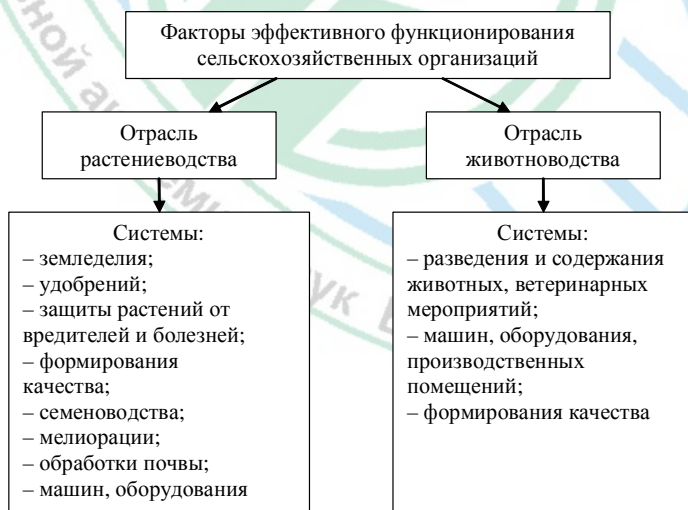 Факторы эффективного функционирования
сельскохозяйственных организаций
Отрасль
растениеводства
Отрасль
животноводства
Системы:
– земледелия;
– удобрений;
– защиты растений от
вредителей и болезней;
– формирования
качества;
– семеноводства;
– мелиорации;
– обработки почвы;
– машин, оборудования
Системы:
– разведения и содержания
животных, ветеринарных
мероприятий;
– машин, оборудования,
производственных
помещений;
– формирования качества